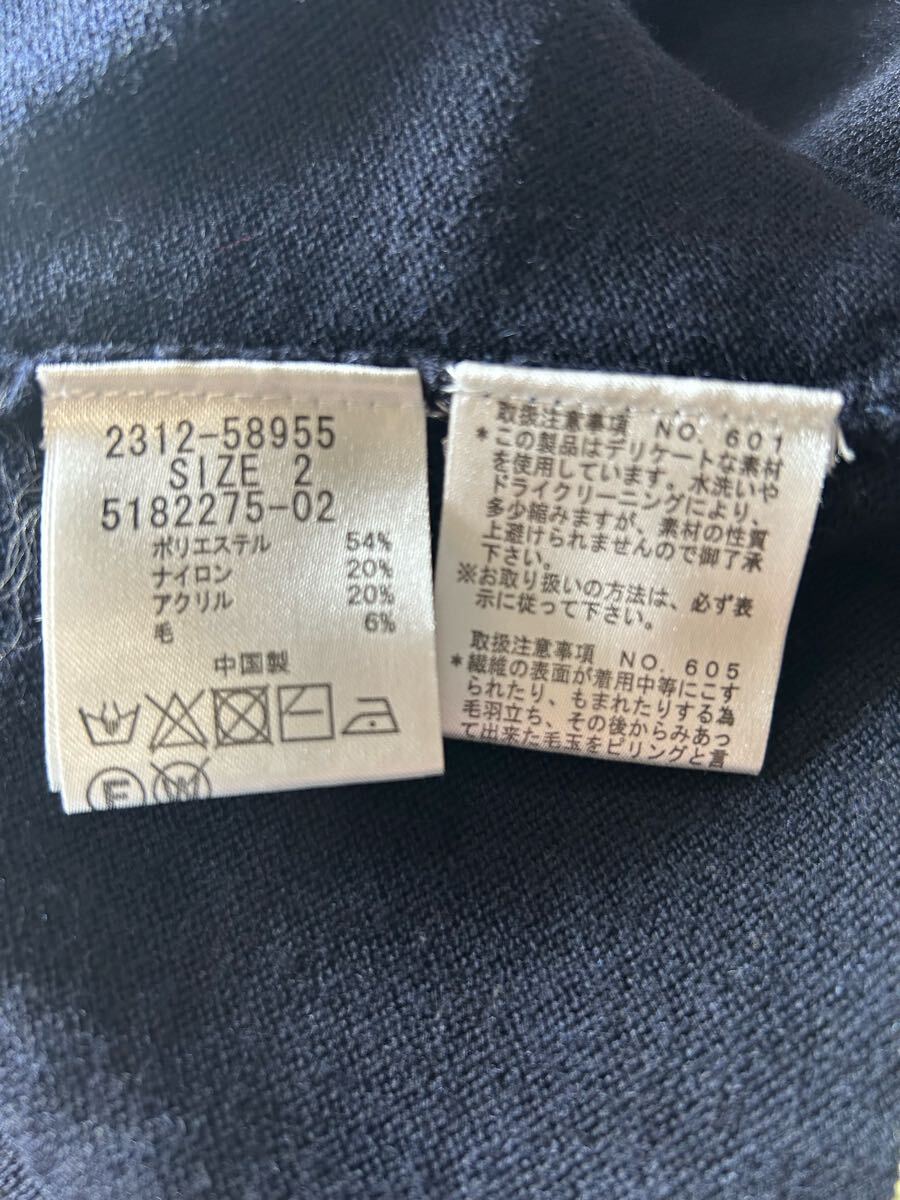 2312-58955
SIZE 2
5182275-02
ポリエステル 54%
ナイロン 20%
アクリル 20%
毛 6%
中国製
F
W
取扱注意事項 NO. 601
*この製品はデリケートな素材
を使用しています。水洗いや
ドライクリーニングにより、
多少縮みますが、素材の性質
上避けられませんので御了承
下さい。
※お取り扱いの方法は、必ず表
示に従って下さい。
取扱注意事項 NO. 605
*繊維の表面が着用中等にこす
られたり、もまれたりする為
毛羽立ち、その後からみあっ
て出来た毛玉をピリングと言